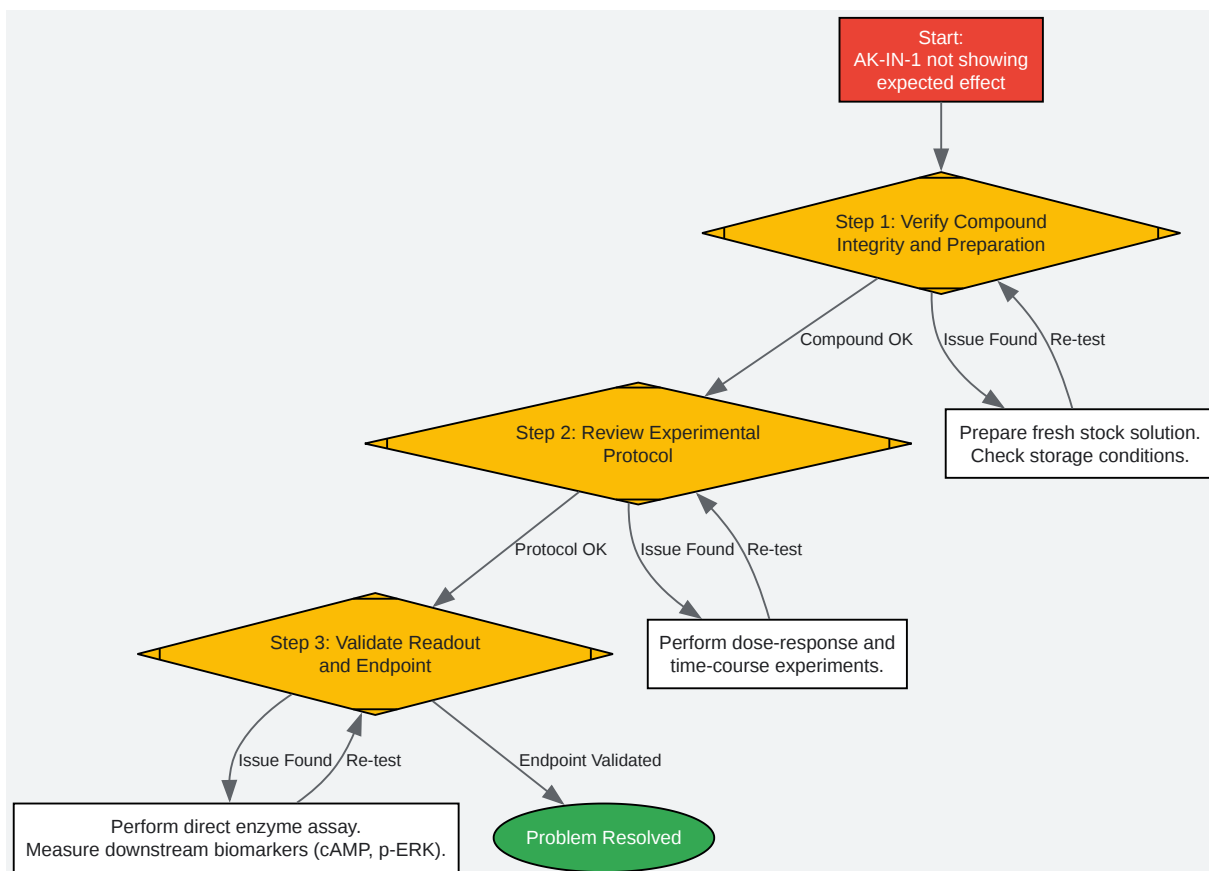 Start:
AK-IN-1 not showing
expected effect
Step 1: Verify Compound
Integrity and Preparation
Compound OK
Issue Found
Re-test
Prepare fresh stock solution.
Check storage conditions.
Step 2: Review Experimental
Protocol
Protocol OK
Issue Found
Re-test
Perform dose-response and
time-course experiments.
Step 3: Validate Readout
and Endpoint
Issue Found
Re-test
Endpoint Validated
Perform direct enzyme assay.
Measure downstream biomarkers (cAMP, p-ERK).
Problem Resolved